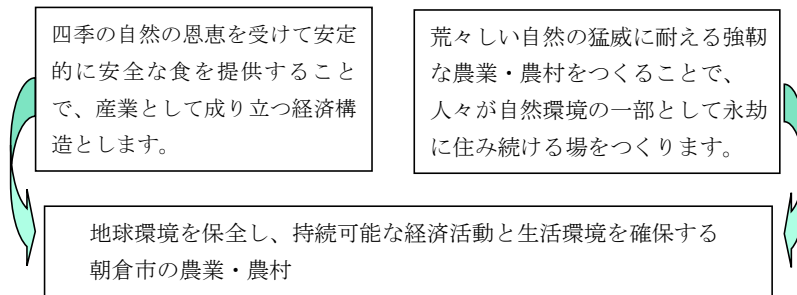 四季の自然の恩恵を受けて安定
的に安全な食を提供すること
で、産業として成り立つ経済構
造とします。
荒々しい自然の猛威に耐える強靭
な農業・農村をつくることで、
人々が自然環境の一部として永劫
に住み続ける場をつくります。
地球環境を保全し、持続可能な経済活動と生活環境を確保する
朝倉市の農業・農村